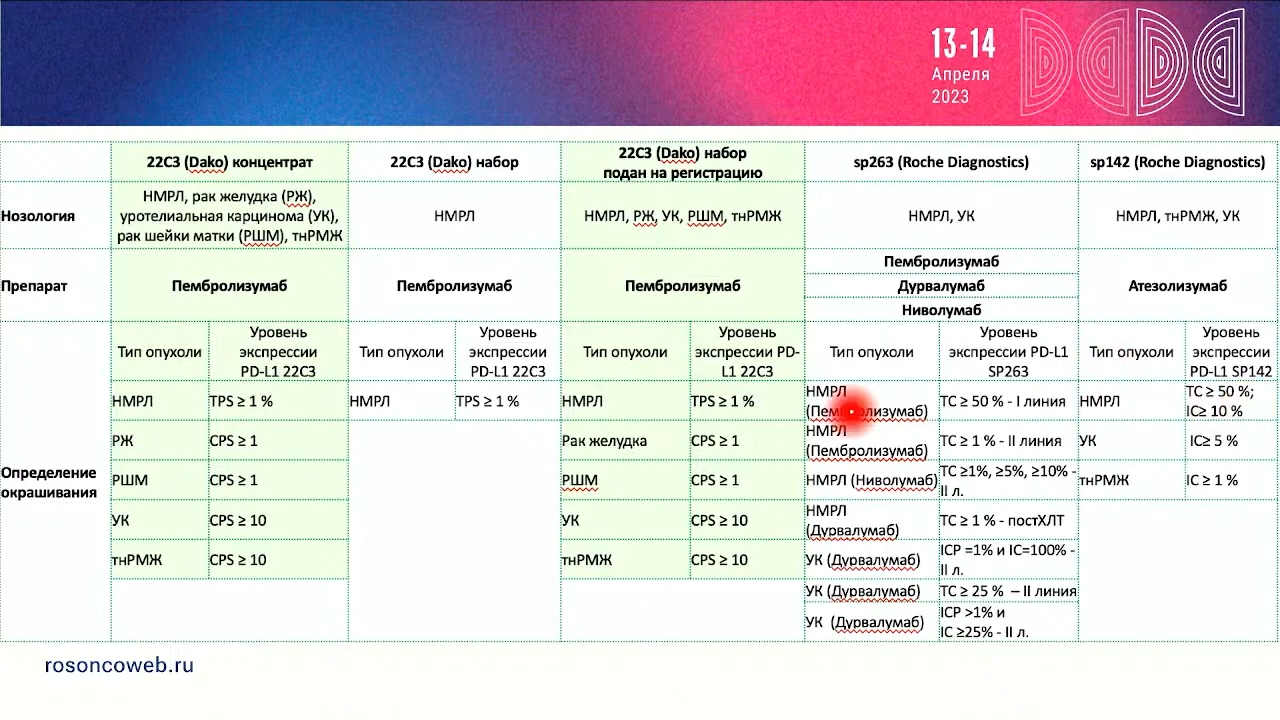 13-14
Апреля
2023
22C3 (Dako) концентрат
22C3 (Dako) набор
22C3 (Dako) набор
подан на регистрацию
sp263 (Roche Diagnostics)
sp142 (Roche Diagnostics)
Нозология
НМРЛ, рак желудка (РЖ),
уротелиальная карцинома (УК),
рак шейки матки (РШМ), тнРМЖ
НМРЛ
НМРЛ, РЖ, УК, РШМ, тнРМЖ
НМРЛ, УК
НМРЛ, тнРМЖ, УК
Препарат
Пембролизумаб
Пембролизумаб
Пембролизумаб
Пембролизумаб
Дурвалумаб
Ниволумаб
Атезолизумаб
Определение
окрашивания
Тип опухоли
Уровень
экспрессии
PD-L1 22C3
Тип опухоли
Уровень
экспрессии
PD-L1 22C3
Тип опухоли
Уровень
экспрессии PD-
L1 22C3
Тип опухоли
Уровень
экспрессии PD-L1
SP263
Тип опухоли
Уровень
экспрессии
PD-L1 SP142
НМРЛ
TPS ≥ 1 %
НМРЛ
TPS ≥ 1 %
НМРЛ
TPS ≥ 1 %
НМРЛ
(Пембролизумаб)
TC ≥ 50 % - I линия
НМРЛ
TC ≥ 50 %;
IC≥ 10 %
РЖ
CPS ≥ 1
Рак желудка
CPS ≥ 1
НМРЛ
(Пембролизумаб)
TC ≥ 1 % - II линия
УК
IC≥ 5 %
РШМ
CPS ≥ 1
РШМ
CPS ≥ 1
НМРЛ (Ниволумаб)
TC ≥1%, ≥5%, ≥10% -
II л.
тнРМЖ
IC ≥ 1 %
УК
CPS ≥ 10
УК
CPS ≥ 10
НМРЛ
(Дурвалумаб)
TC ≥ 1 % - постХЛТ
тнРМЖ
CPS ≥ 10
тнРМЖ
CPS ≥ 10
УК (Дурвалумаб)
ICP =1% и IC=100% -
II л.
УК (Дурвалумаб)
TC ≥ 25 % – II линия
УК (Дурвалумаб)
ICP >1% и
IC ≥25% - II л.
rosoncoweb.ru